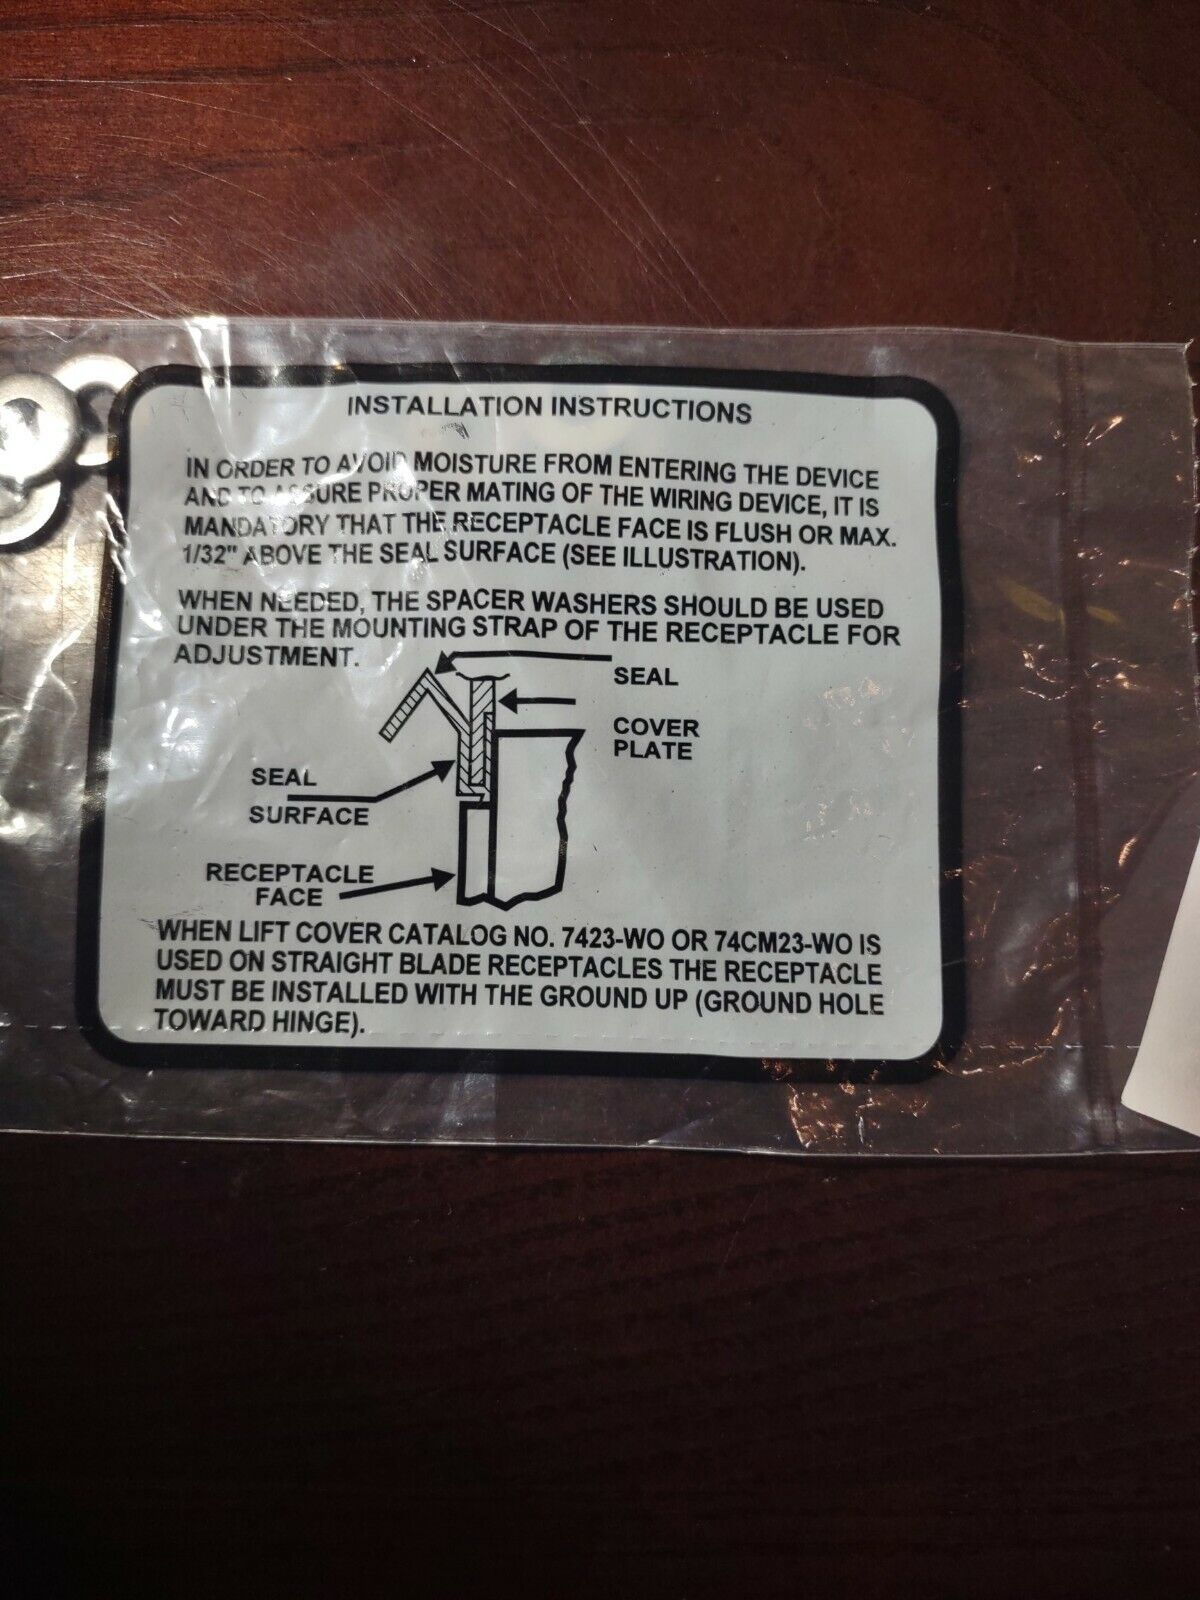 INSTALLATION INSTRUCTIONS
IN ORDER TO AVOID MOISTURE FROM ENTERING THE DEVICE
AND TO ASSURE PROPER MATING OF THE WIRING DEVICE, IT IS
MANDATORY THAT THE RECEPTACLE FACE IS FLUSH OR MAX.
1/32" ABOVE THE SEAL SURFACE (SEE ILLUSTRATION).
WHEN NEEDED, THE SPACER WASHERS SHOULD BE USED
UNDER THE MOUNTING STRAP OF THE RECEPTACLE FOR
ADJUSTMENT.
SEAL
COVER
PLATE
SEAL
SURFACE
RECEPTACLE
FACE
WHEN LIFT COVER CATALOG NO. 7423-WO OR 74CM23-WO IS
USED ON STRAIGHT BLADE RECEPTACLES THE RECEPTACLE
MUST BE INSTALLED WITH THE GROUND UP (GROUND HOLE
TOWARD HINGE).